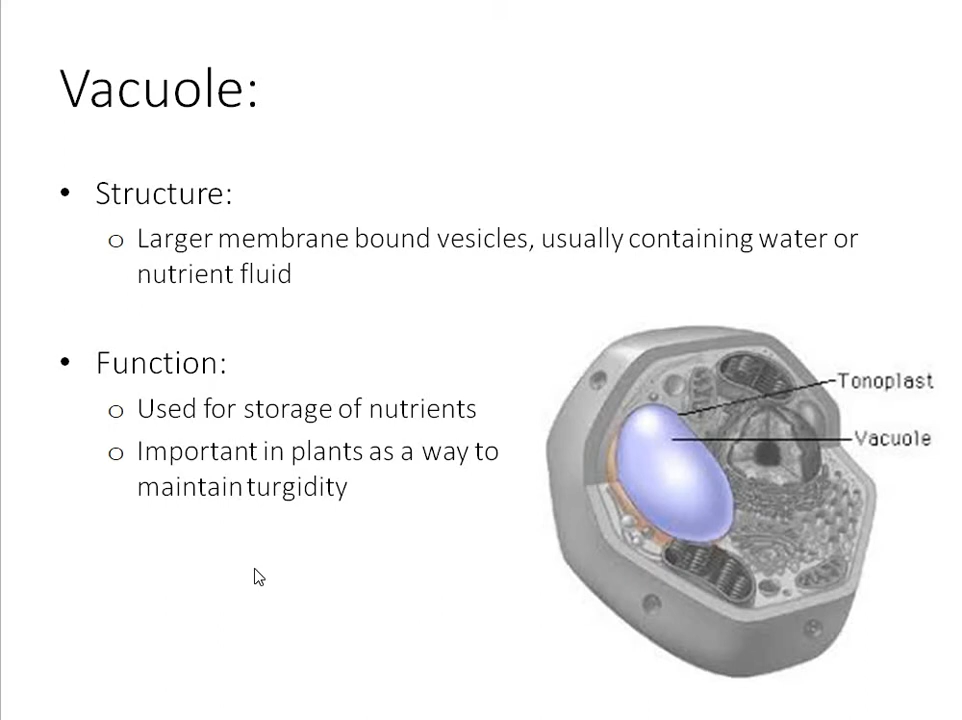 Vacuole:
• Structure:
o Larger membrane bound vesicles, usually containing water or
nutrient fluid
• Function:
o Used for storage of nutrients
o Important in plants as a way to
maintain turgidity
Tonoplast
Vacuole